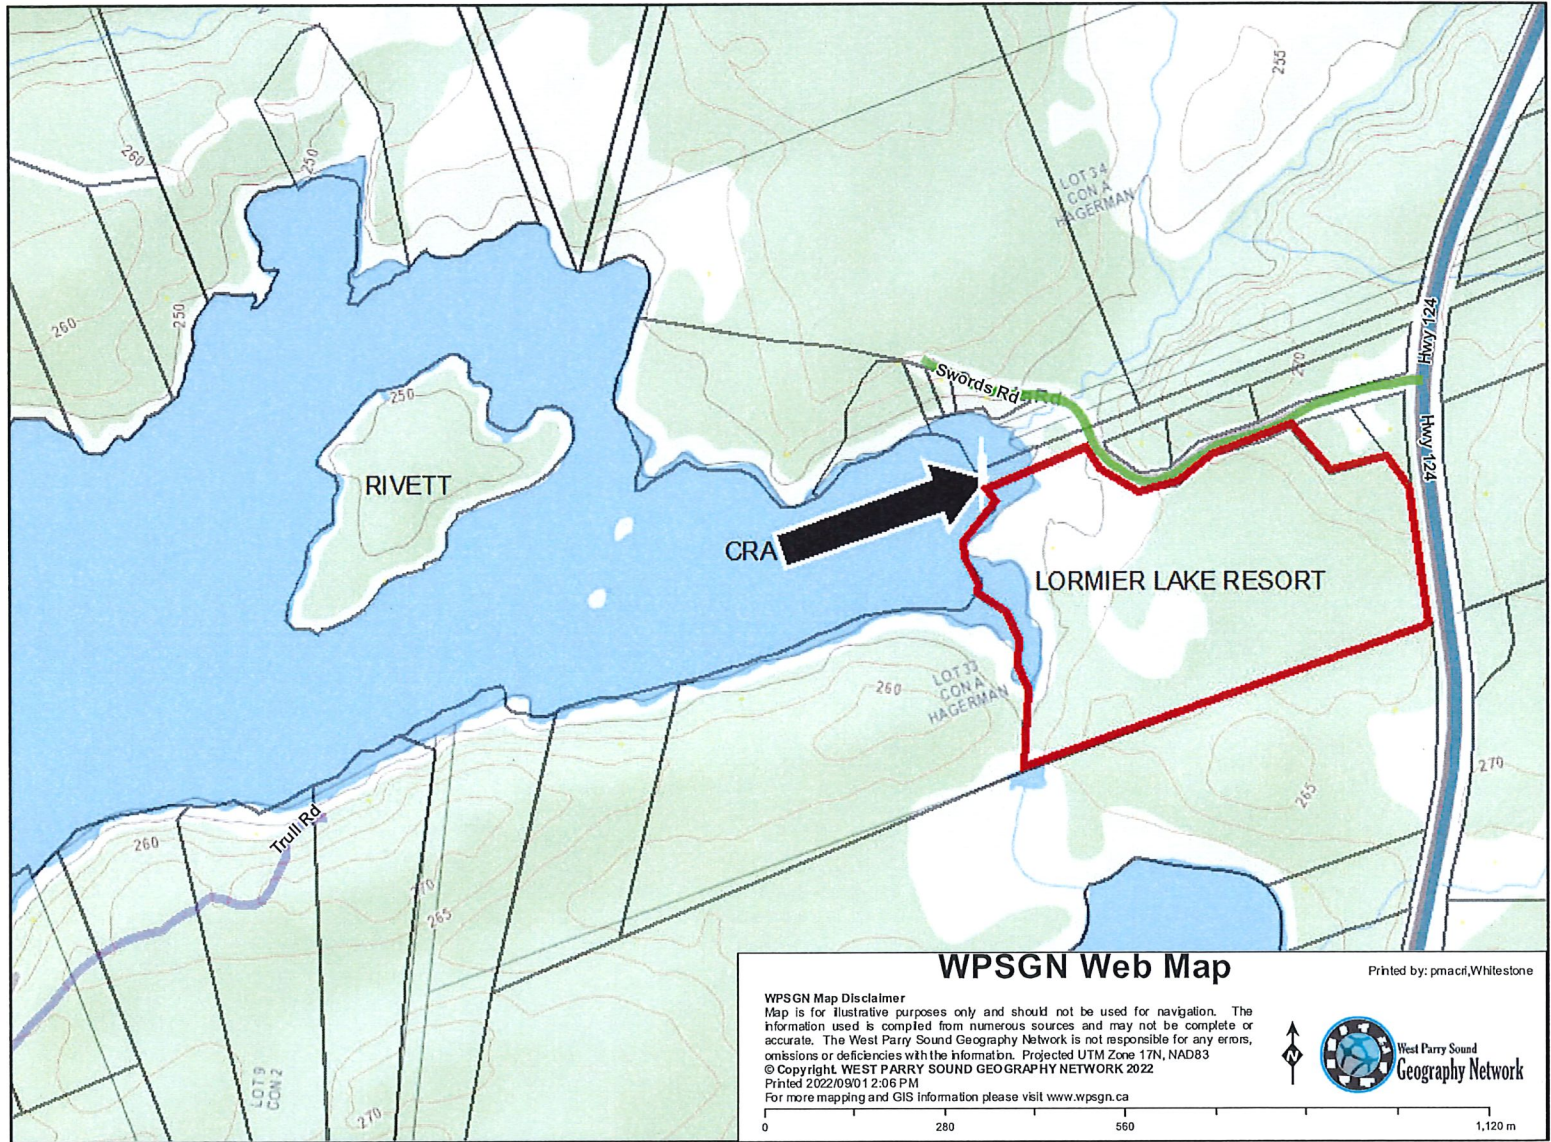 260
250
255
LOT 34
CON A
HAGERMAN
260
250
Hwy 124
270
Swords Rd
250
RIVETT
Hwy 124
CRA
LORMIER LAKE RESORT
LOT 33
CON A
HAGERMAN
260
270
265
Trull Rd
260
270
265
LOT 9
CON 2
270
WPSGN Web Map
Printed by: pmacri,Whitestone
WPSGN Map Disclaimer
Map is for illustrative purposes only and should not be used for navigation. The
information used is compiled from numerous sources and may not be complete or
accurate. The West Parry Sound Geography Network is not responsible for any errors,
omissions or deficiencies with the information. Projected UTM Zone 17N, NAD83
© Copyright. WEST PARRY SOUND GEOGRAPHY NETWORK 2022
Printed 2022/09/01 2:06 PM
For more mapping and GIS information please visit www.wpsgn.ca
N
West Parry Sound
Geography Network
0 280 560 1,120 m